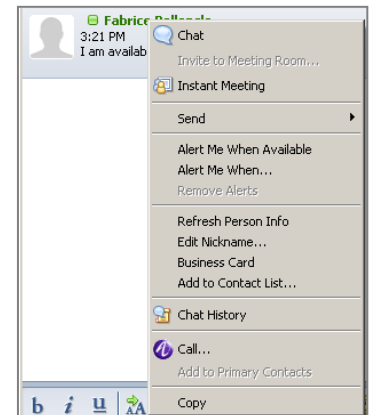 Fabrice
3:21 PM
I am availab
Chat
Invite to Meeting Room...
Instant Meeting
Send
Alert Me When Available
Alert Me When...
Remove Alerts
Refresh Person Info
Edit Nickname...
Business Card
Add to Contact List...
Chat History
Call...
Add to Primary Contacts
Copy
b i u AA